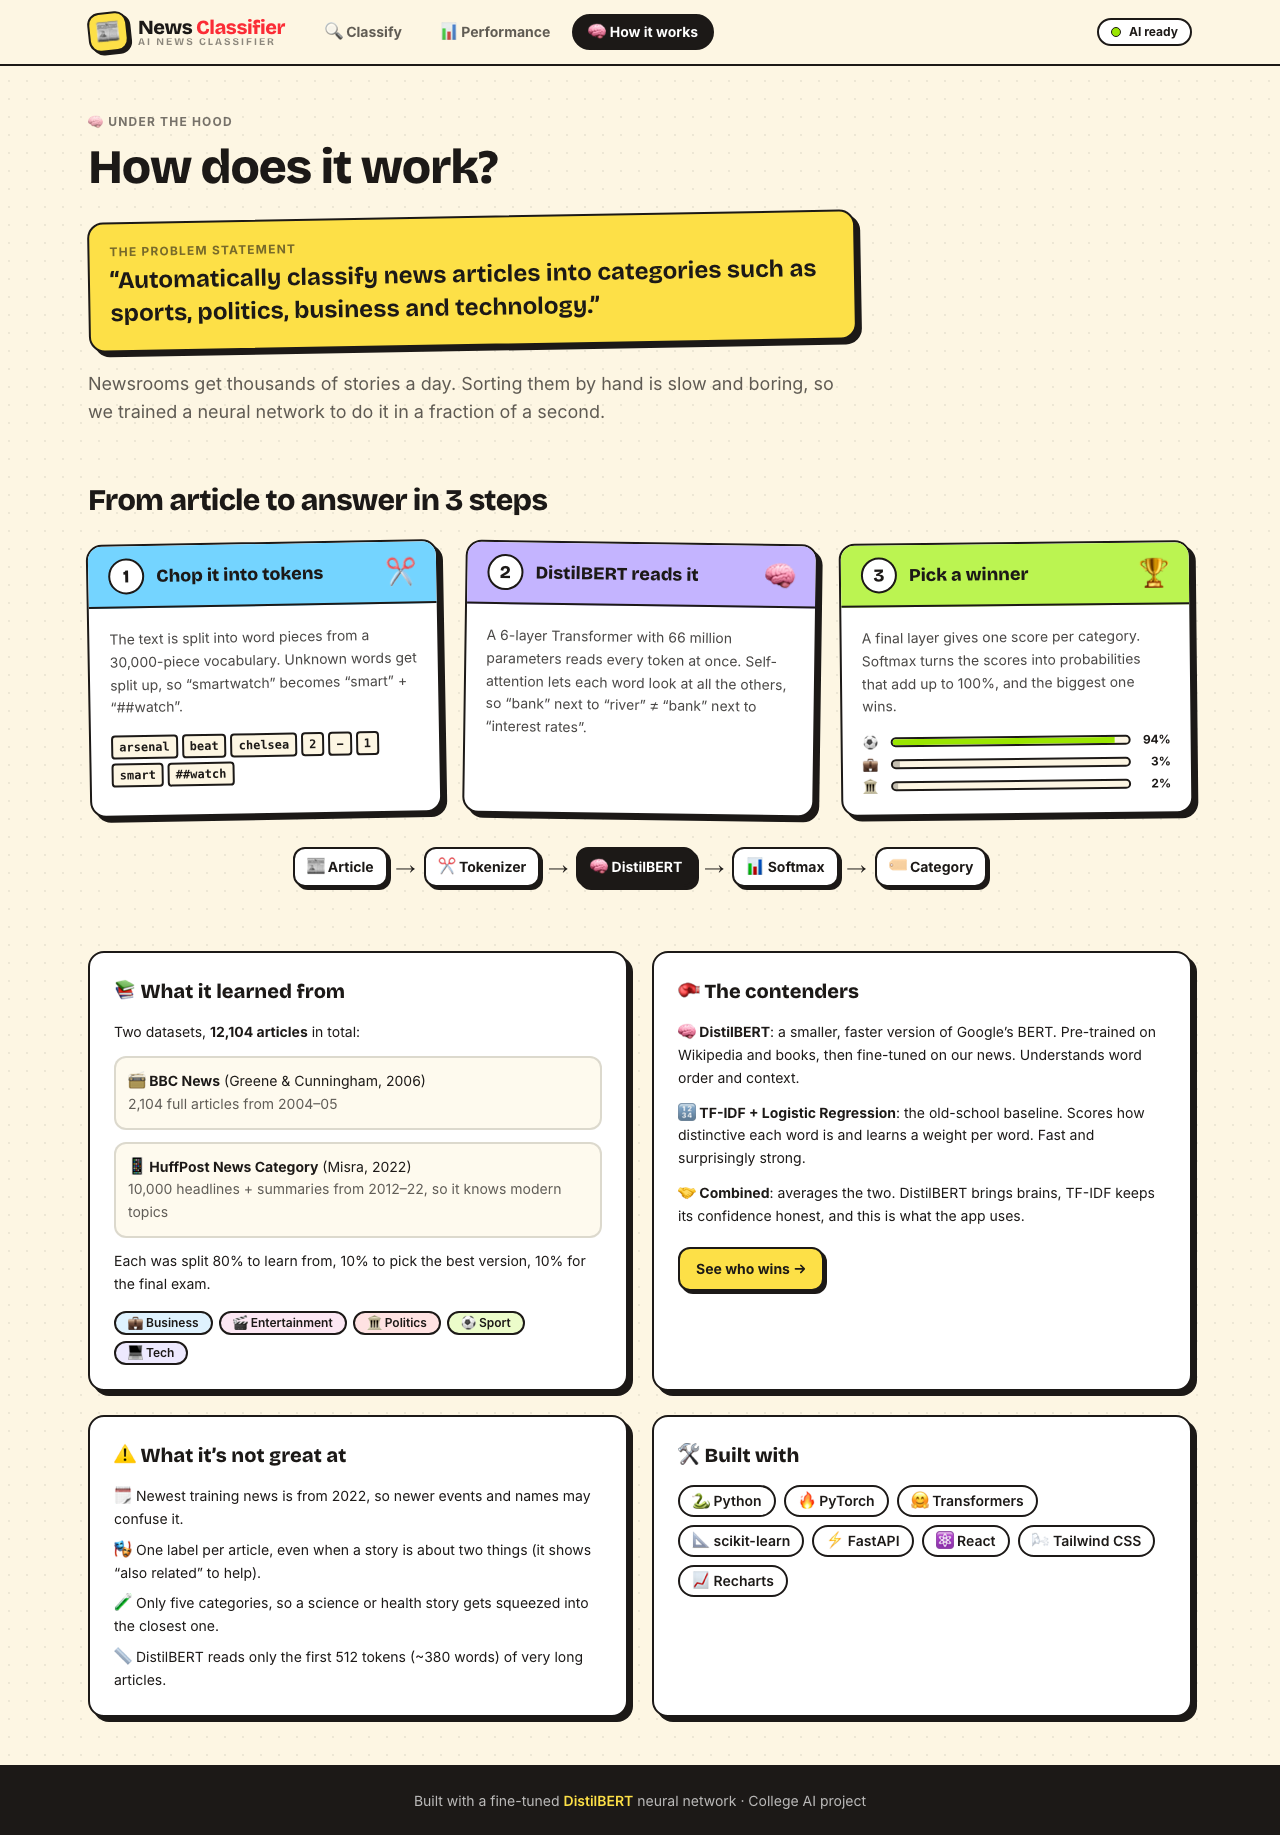 News Classifier
AI NEWS CLASSIFIER
Classify
Performance
How it works
AI ready
UNDER THE HOOD
How does it work?
THE PROBLEM STATEMENT
“Automatically classify news articles into categories such as
sports, politics, business and technology.”
Newsrooms get thousands of stories a day. Sorting them by hand is slow and boring, so
we trained a neural network to do it in a fraction of a second.
From article to answer in 3 steps
1 Chop it into tokens
The text is split into word pieces from a
30,000-piece vocabulary. Unknown words get
split up, so “smartwatch” becomes “smart” +
“##watch”.
arsenal beat chelsea 2 – 1
smart ##watch
2 DistilBERT reads it
A 6-layer Transformer with 66 million
parameters reads every token at once. Self-
attention lets each word look at all the others,
so “bank” next to “river” ≠ “bank” next to
“interest rates”.
3 Pick a winner
A final layer gives one score per category.
Softmax turns the scores into probabilities
that add up to 100%, and the biggest one
wins.
94%
3%
2%
Article → Tokenizer → DistilBERT → Softmax → Category
What it learned from
Two datasets, 12,104 articles in total:
BBC News (Greene & Cunningham, 2006)
2,104 full articles from 2004–05
HuffPost News Category (Misra, 2022)
10,000 headlines + summaries from 2012–22, so it knows modern
topics
Each was split 80% to learn from, 10% to pick the best version, 10% for
the final exam.
Business Entertainment Politics Sport
Tech
The contenders
DistilBERT: a smaller, faster version of Google’s BERT. Pre-trained on
Wikipedia and books, then fine-tuned on our news. Understands word
order and context.
TF-IDF + Logistic Regression: the old-school baseline. Scores how
distinctive each word is and learns a weight per word. Fast and
surprisingly strong.
Combined: averages the two. DistilBERT brings brains, TF-IDF keeps
its confidence honest, and this is what the app uses.
See who wins →
What it’s not great at
Newest training news is from 2022, so newer events and names may
confuse it.
One label per article, even when a story is about two things (it shows
“also related” to help).
Only five categories, so a science or health story gets squeezed into
the closest one.
DistilBERT reads only the first 512 tokens (~380 words) of very long
articles.
Built with
Python PyTorch Transformers
scikit-learn FastAPI React Tailwind CSS
Recharts
Built with a fine-tuned DistilBERT neural network · College AI project